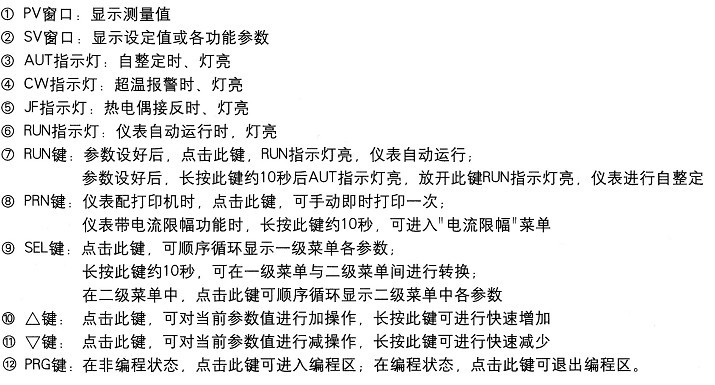 ① PV窗口：显示测量值
② SV窗口：显示设定值或各功能参数
③ AUT指示灯：自整定时、灯亮
④ CW指示灯：超温报警时、灯亮
⑤ JF指示灯：热电偶接反时、灯亮
⑥ RUN指示灯：仪表自动运行时，灯亮
⑦ RUN键：参数设好后，点击此键，RUN指示灯亮，仪表自动运行；
参数设好后，长按此键约10秒后AUT指示灯亮，放开此键RUN指示灯亮，仪表进行自整定
⑧ PRN键：仪表配打印机时，点击此键，可手动即时打印一次；
仪表带电流限幅功能时，长按此键约10秒，可进入"电流限幅"菜单
⑨ SEL键：点击此键，可顺序循环显示一级菜单各参数；
长按此键约10秒，可在一级菜单与二级菜单间进行转换；
在二级菜单中，点击此键可顺序循环显示二级菜单中各参数
⑩ △键：点击此键，可对当前参数值进行加操作，长按此键可进行快速增加
⑪ ▽键：点击此键，可对当前参数值进行减操作，长按此键可进行快速减少
⑫ PRG键：在非编程状态，点击此键可进入编程区；在编程状态，点击此键可退出编程区。